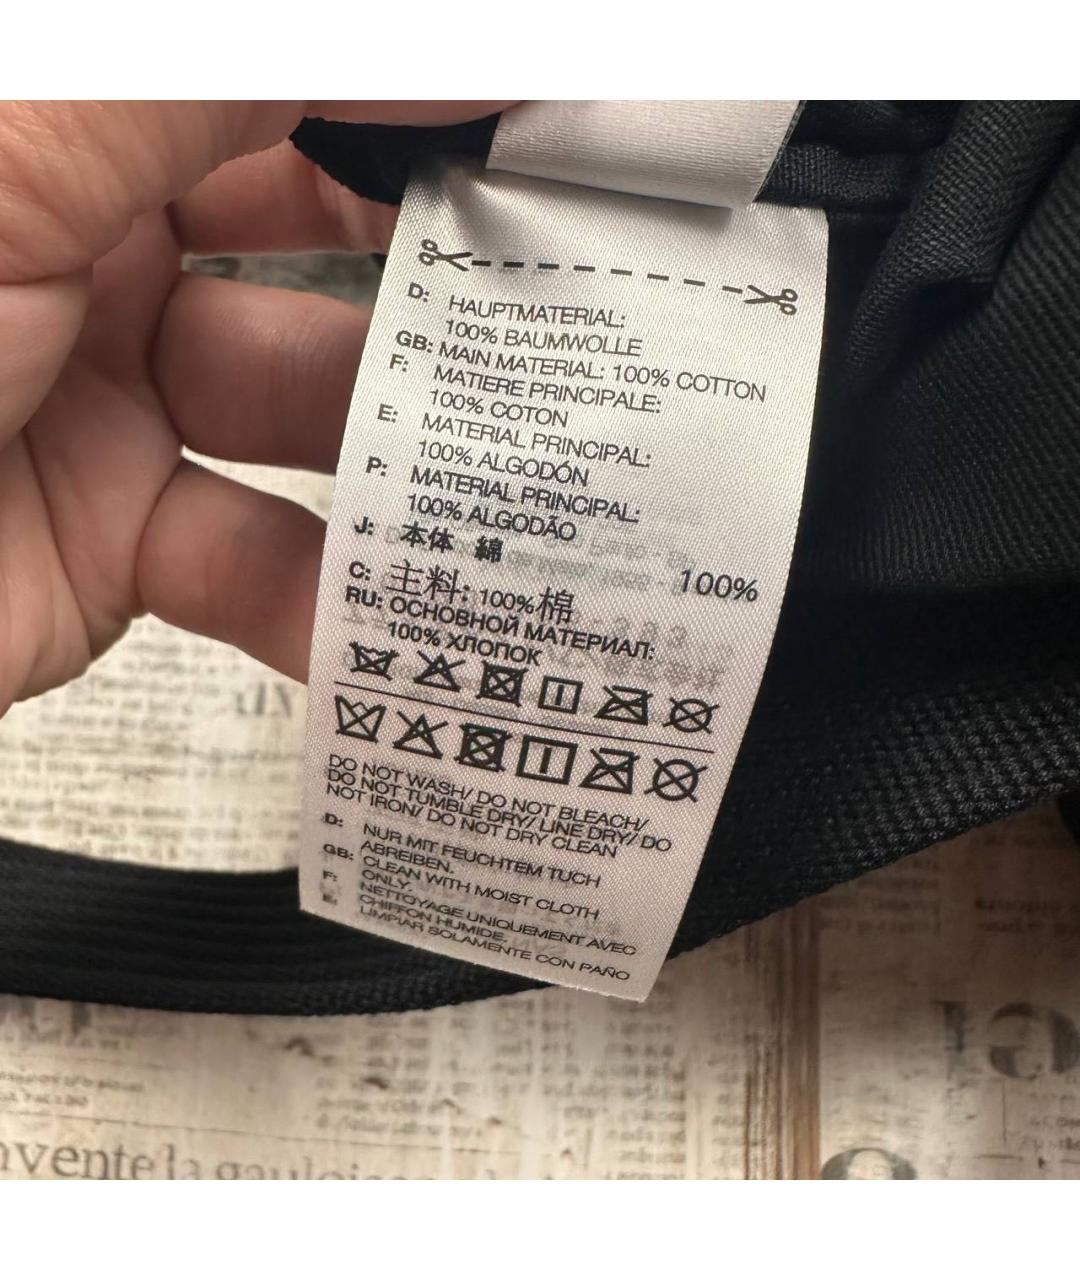 D: HAUPTMATERIAL:
100% BAUMWOLLE
GB: MAIN MATERIAL: 100% COTTON
F: MATIERE PRINCIPALE:
100% COTON
E: MATERIAL PRINCIPAL:
100% ALGODÓN
P: MATERIAL PRINCIPAL:
100% ALGODÃO
J: 本体 綿 100%
C: 主料: 100%棉
RU: ОСНОВНОЙ МАТЕРИАЛ:
100% ХЛОПОК
DO NOT WASH/ DO NOT BLEACH/
DO NOT TUMBLE DRY/ LINE DRY/ DO
NOT IRON/ DO NOT DRY CLEAN
D: NUR MIT FEUCHTEM TUCH
ABREIBEN.
GB: CLEAN WITH MOIST CLOTH
ONLY.
F: NETTOYAGE UNIQUEMENT AVEC
CHIFFON HUMIDE.
E: LIMPIAR SOLAMENTE CON PAÑO
vente la